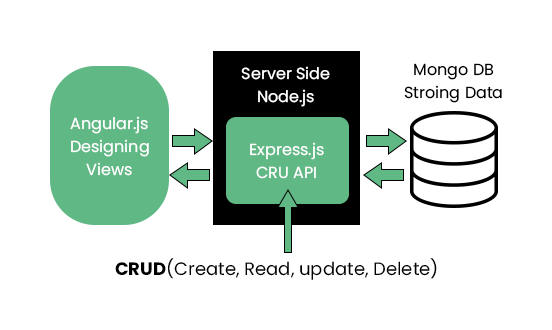 Angular.js
Designing
Views
Server Side
Node.js
Express.js
CRU API
Mongo DB
Stroing Data
CRUD(Create, Read, update, Delete)